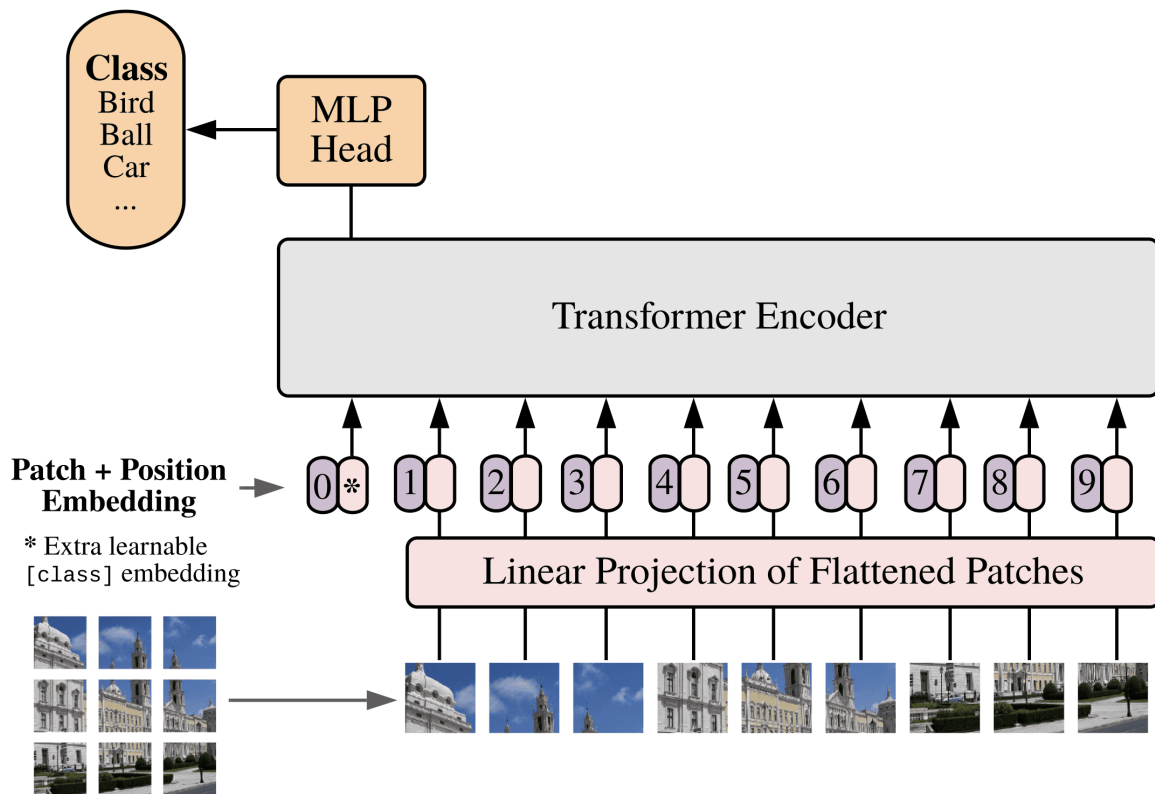 Class
Bird
Ball
Car
...
MLP
Head
Transformer Encoder
Patch + Position
Embedding
0 * 1 2 3 4 5 6 7 8 9
* Extra learnable
[class] embedding
Linear Projection of Flattened Patches